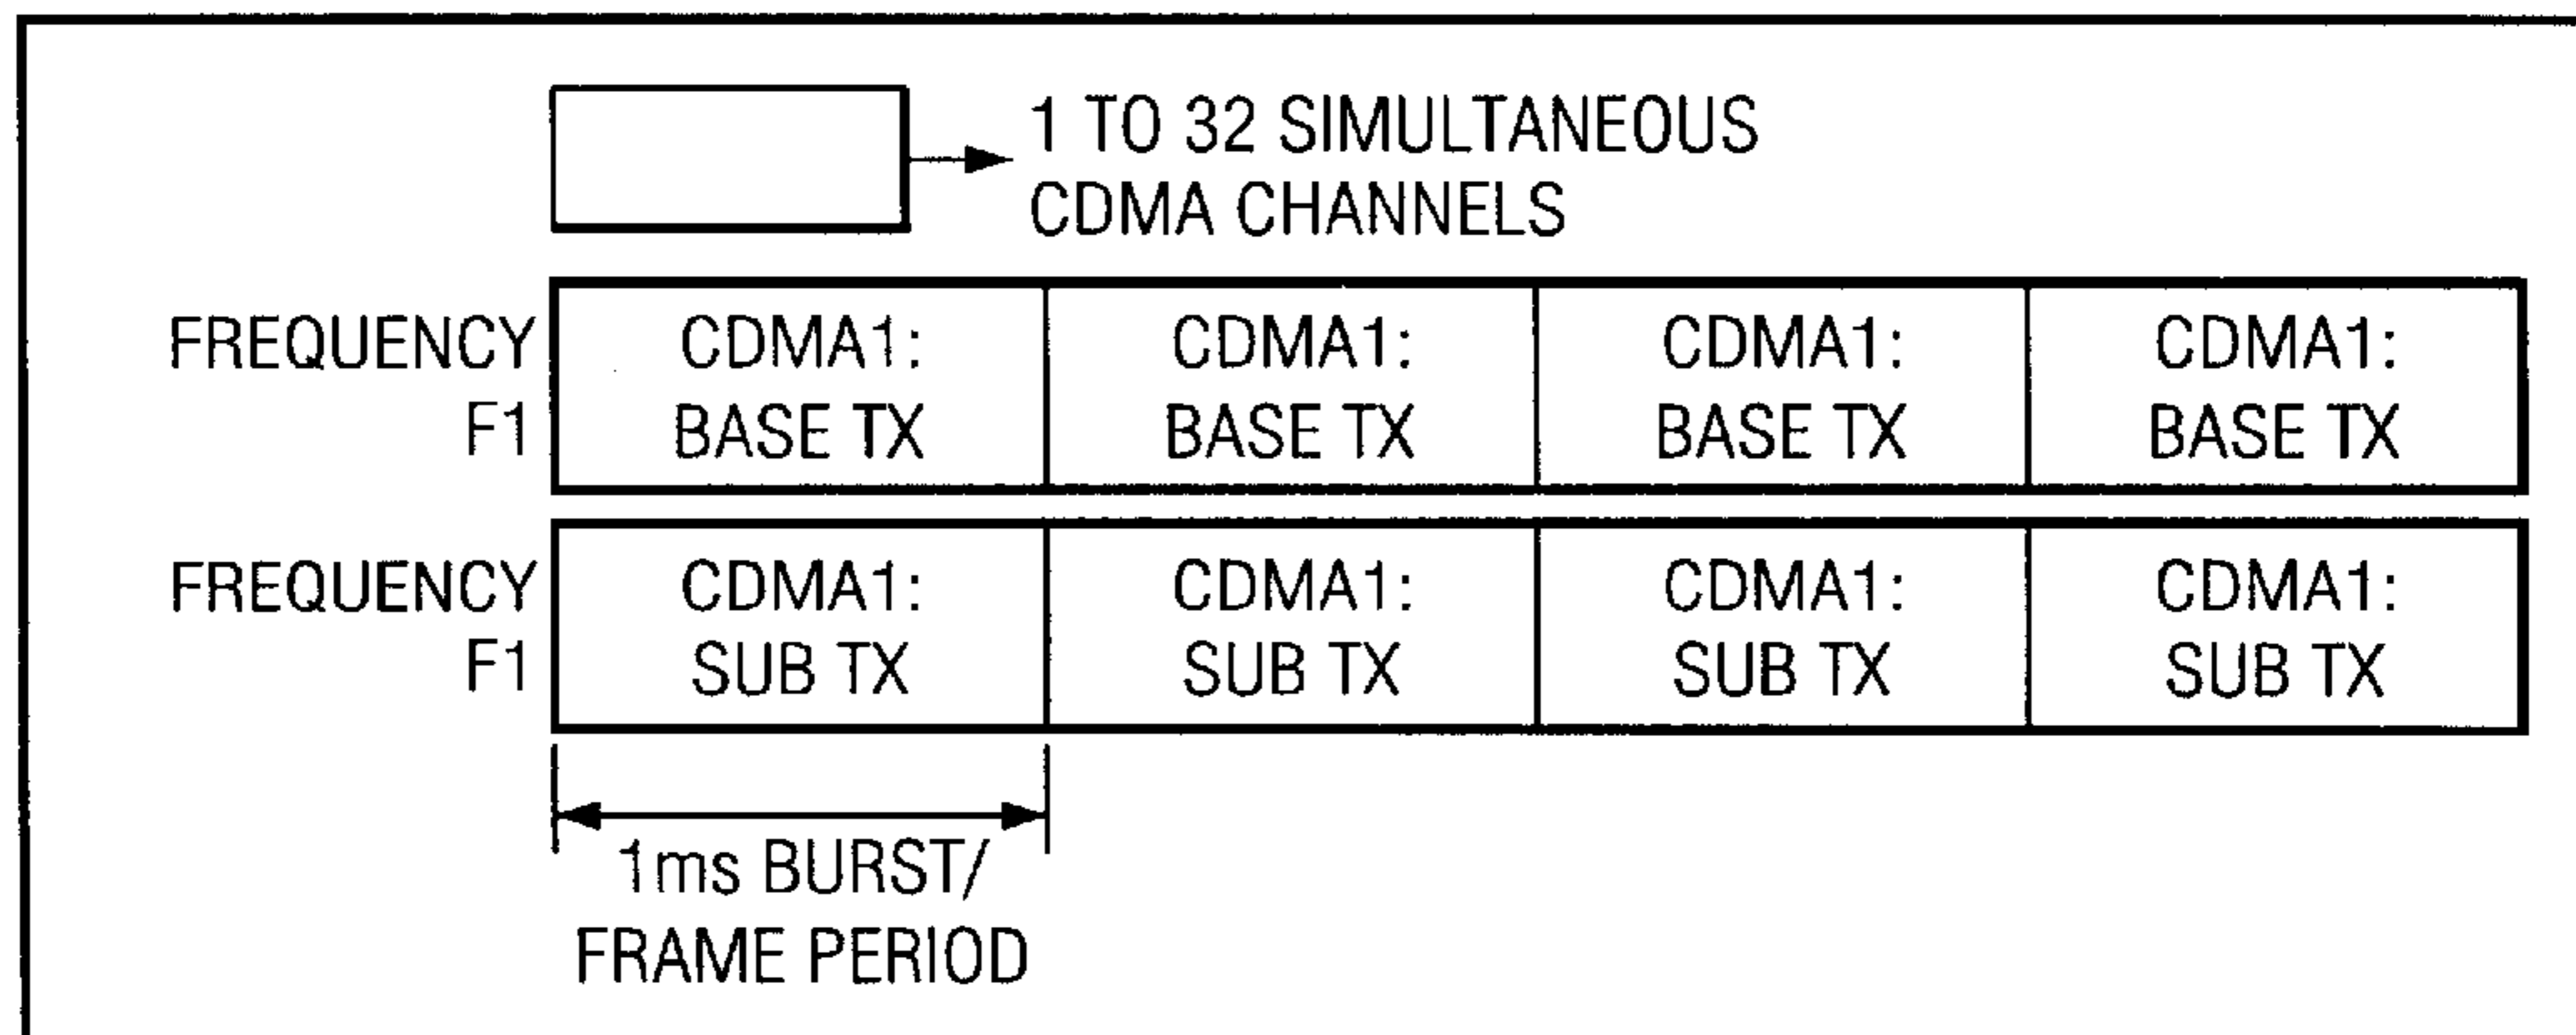 1 TO 32 SIMULTANEOUS
CDMA CHANNELS
FREQUENCY
F1
CDMA1:
BASE TX
CDMA1:
BASE TX
CDMA1:
BASE TX
CDMA1:
BASE TX
FREQUENCY
F1
CDMA1:
SUB TX
CDMA1:
SUB TX
CDMA1:
SUB TX
CDMA1:
SUB TX
1ms BURST/
FRAME PERIOD